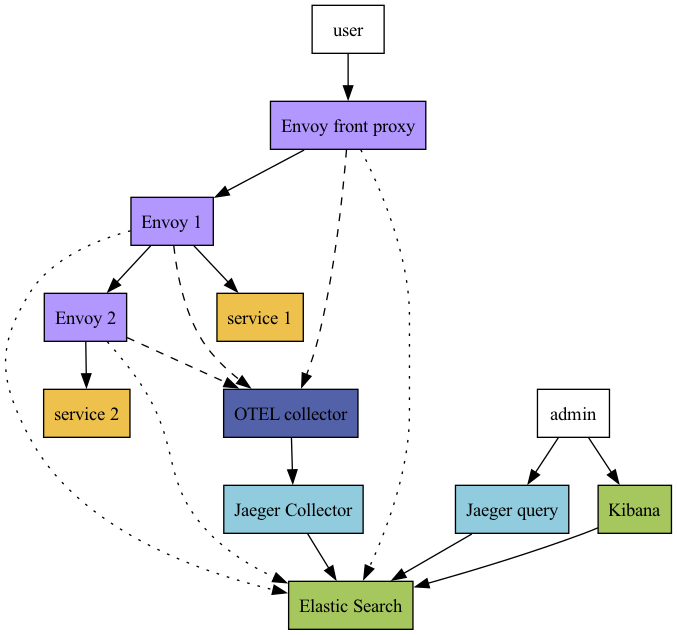 user
Envoy front proxy
Envoy 1
Envoy 2
service 1
service 2
OTEL collector
admin
Jaeger Collector
Jaeger query
Kibana
Elastic Search